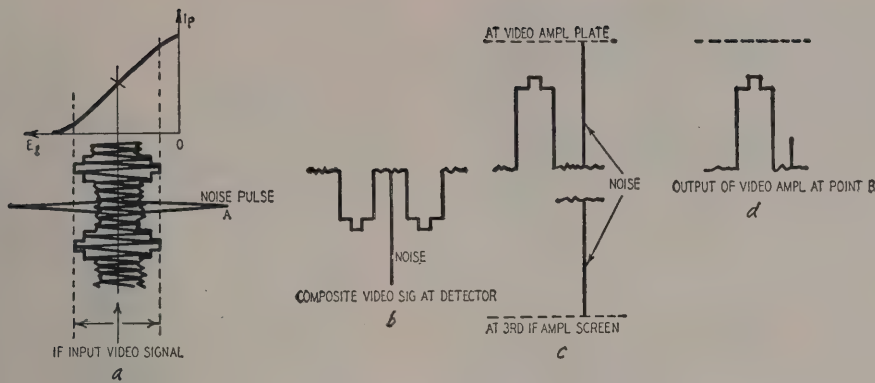 Ip
Eg
O
NOISE PULSE
A
IF INPUT VIDEO SIGNAL
a
NOISE
COMPOSITE VIDEO SIG AT DETECTOR
b
AT VIDEO AMPL PLATE
NOISE
AT 3RD IF AMPL SCREEN
c
OUTPUT OF VIDEO AMPL AT POINT B
d